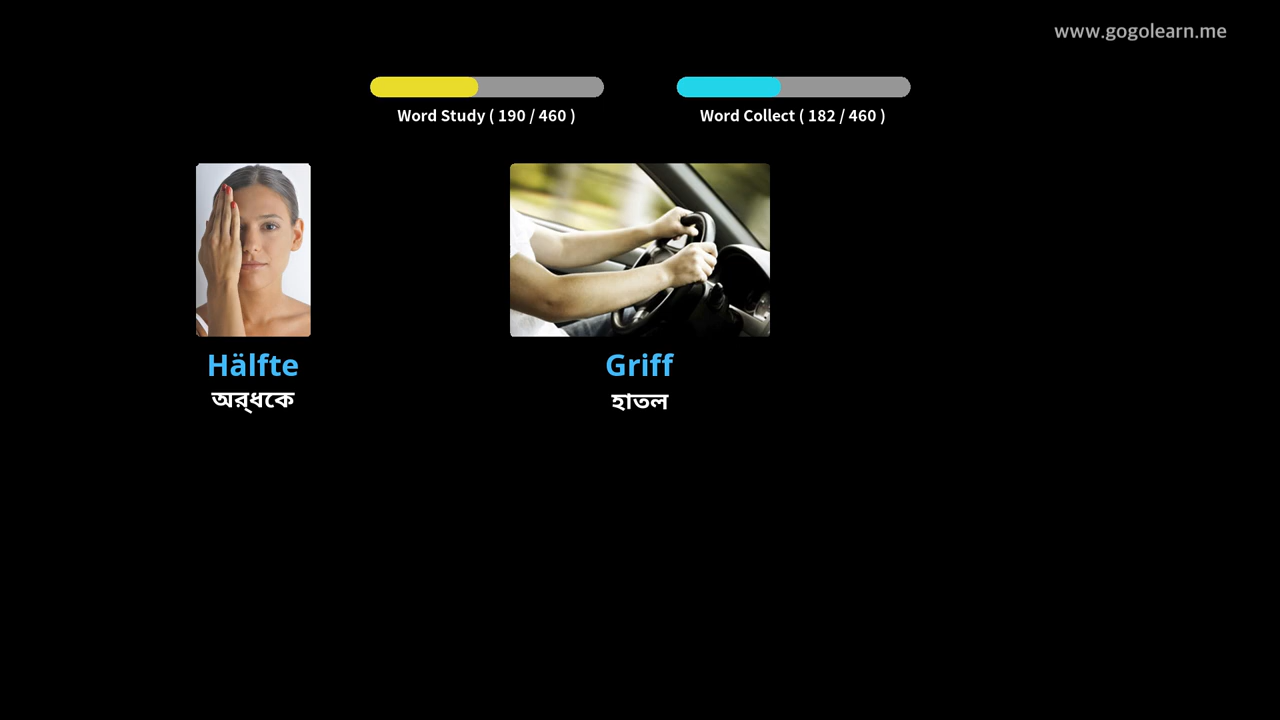 www.gogolearn.me
Word Study ( 190 / 460 )
Word Collect ( 182 / 460 )
Hälfte
অর্ধকে
Griff
হাতল